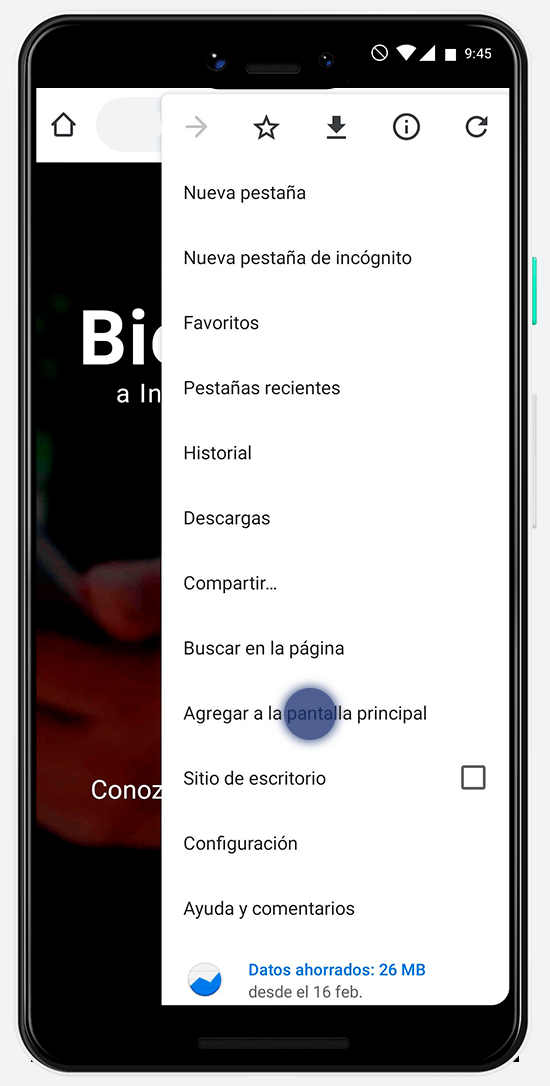 9:45
Nueva pestaña
Nueva pestaña de incógnito
Favoritos
Bie
Pestañas recientes
a In
Historial
Descargas
Compartir...
Buscar en la página
Agregar a la pantalla principal
Sitio de escritorio
Conoz
Configuración
Ayuda y comentarios
Datos ahorrados: 26 MB
desde el 16 feb.